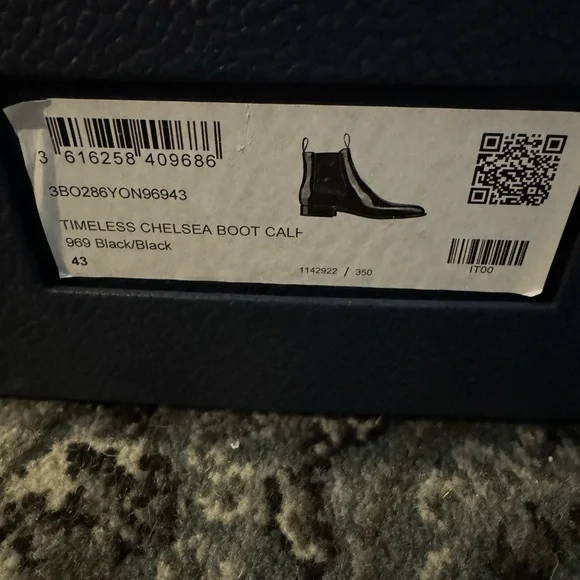 3 616258 409686
3BO286YON96943
TIMELESS CHELSEA BOOT CALF
969 Black/Black
43
1142922 / 350
IT00